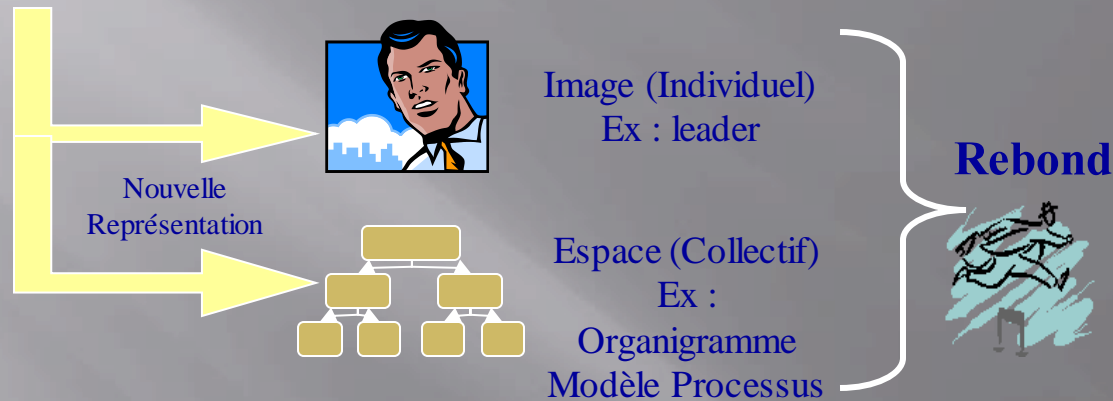 Image (Individuel)
Ex : leader
Nouvelle
Représentation
Espace (Collectif)
Ex :
Organigramme
Modèle Processus
Rebond